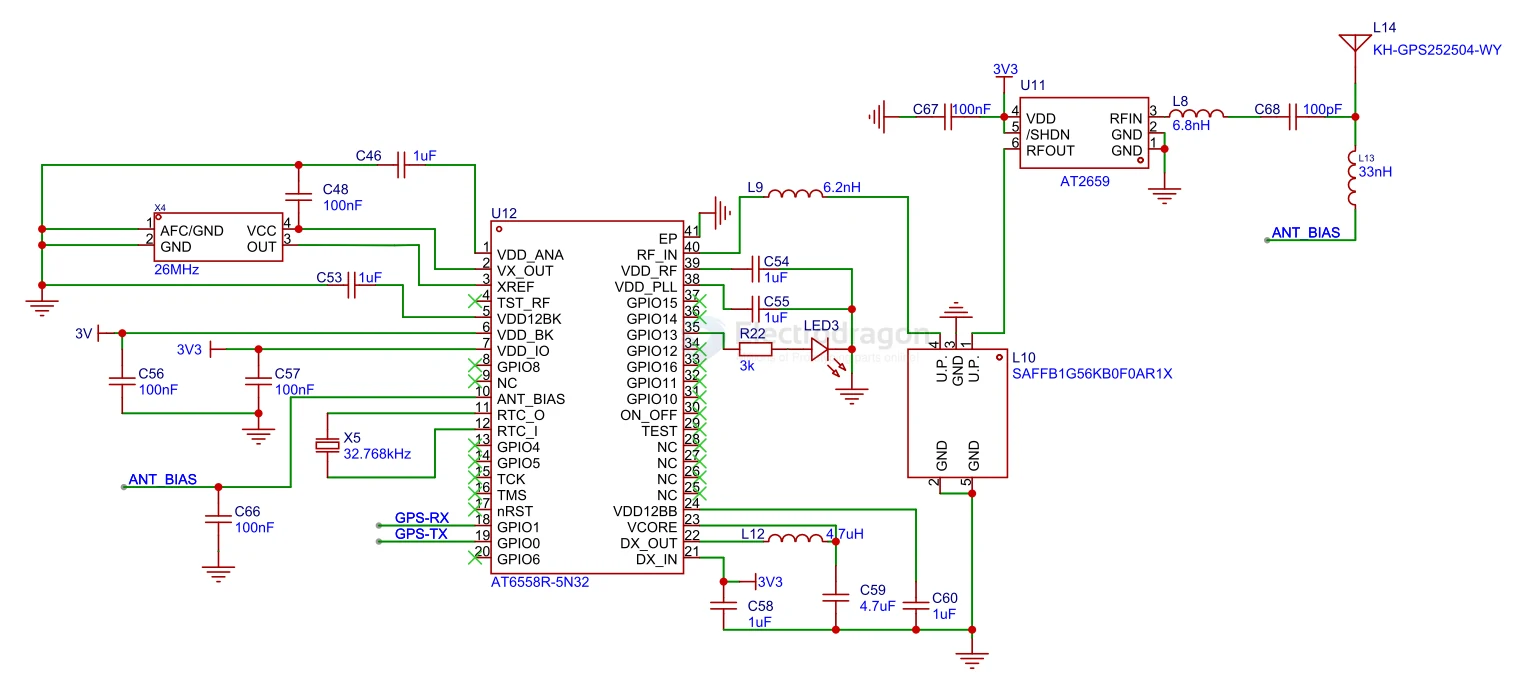 L14
KH-GPS252504-WY
3V3
U11
C67 100nF
4 VDD
5 /SHDN
6 RFOUT
RFIN 3
GND 2
GND 1
AT2659
L8
6.8nH
C68 100pF
L13
33nH
ANT_BIAS
C46 1uF
C48
100nF
X4
1 AFC/GND
2 GND
VCC 4
OUT 3
26MHz
C53 1uF
3V
3V3
C56
100nF
C57
100nF
X5
32.768kHz
ANT_BIAS
C66
100nF
GPS-RX
GPS-TX
U12
1 VDD_ANA
2 VX_OUT
3 XREF
4 TST_RF
5 VDD12BK
6 VDD_BK
7 VDD_IO
8 GPIO8
9 NC
10 ANT_BIAS
11 RTC_O
12 RTC_I
13 GPIO4
14 GPIO5
15 TCK
16 TMS
17 nRST
18 GPIO1
19 GPIO0
20 GPIO6
EP 41
RF_IN 40
VDD_RF 39
VDD_PLL 38
GPIO15 37
GPIO14 36
GPIO13 35
GPIO12 34
GPIO16 33
GPIO11 32
GPIO10 31
ON_OFF 30
TEST 29
NC 28
NC 27
NC 26
NC 25
VDD12BB 24
VCORE 23
DX_OUT 22
DX_IN 21
AT6558R-5N32
L9 6.2nH
C54
1uF
C55
1uF
Electrodragon
R22
3k
LED3
4 U.P.
3 GND
1 U.P.
GND 2
GND 5
L10
SAFFB1G56KB0F0AR1X
L12 4.7uH
3V3
C58
1uF
C59
4.7uF
C60
1uF